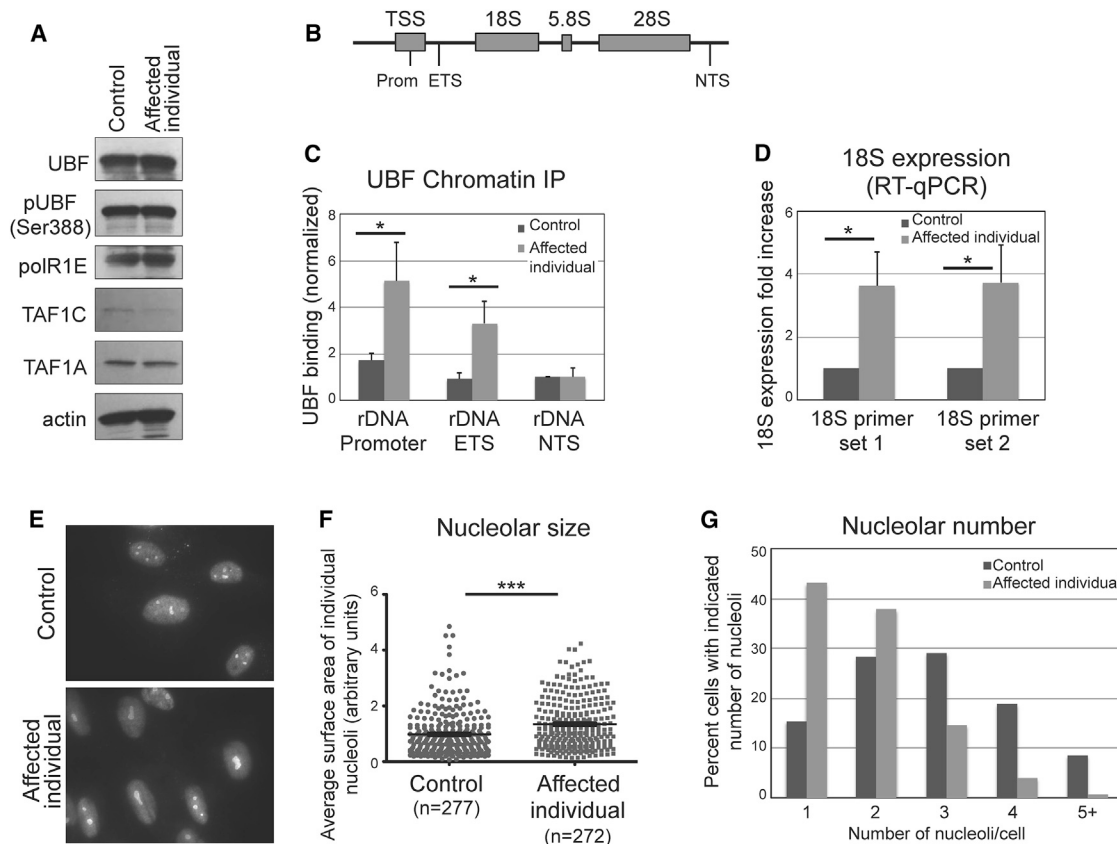 A
Control
Affected
individual
UBF
pUBF
(Ser388)
polR1E
TAF1C
TAF1A
actin
B
TSS
18S
5.8S
28S
Prom
ETS
NTS
C
UBF Chromatin IP
UBF binding (normalized)
8
6
4
2
0
*
*
Control
Affected
individual
rDNA
Promoter
rDNA
ETS
rDNA
NTS
D
18S expression
(RT-qPCR)
18S expression fold increase
6
4
2
0
*
*
Control
Affected individual
18S primer
set 1
18S primer
set 2
E
Control
Affected
individual
F
Nucleolar size
Average surface area of individual
nucleoli (arbitrary units)
6
4
2
0
***
Control
(n=277)
Affected
individual
(n=272)
G
Nucleolar number
Percent cells with indicated
number of nucleoli
50
40
30
20
10
0
Control
Affected individual
1
2
3
4
5+
Number of nucleoli/cell